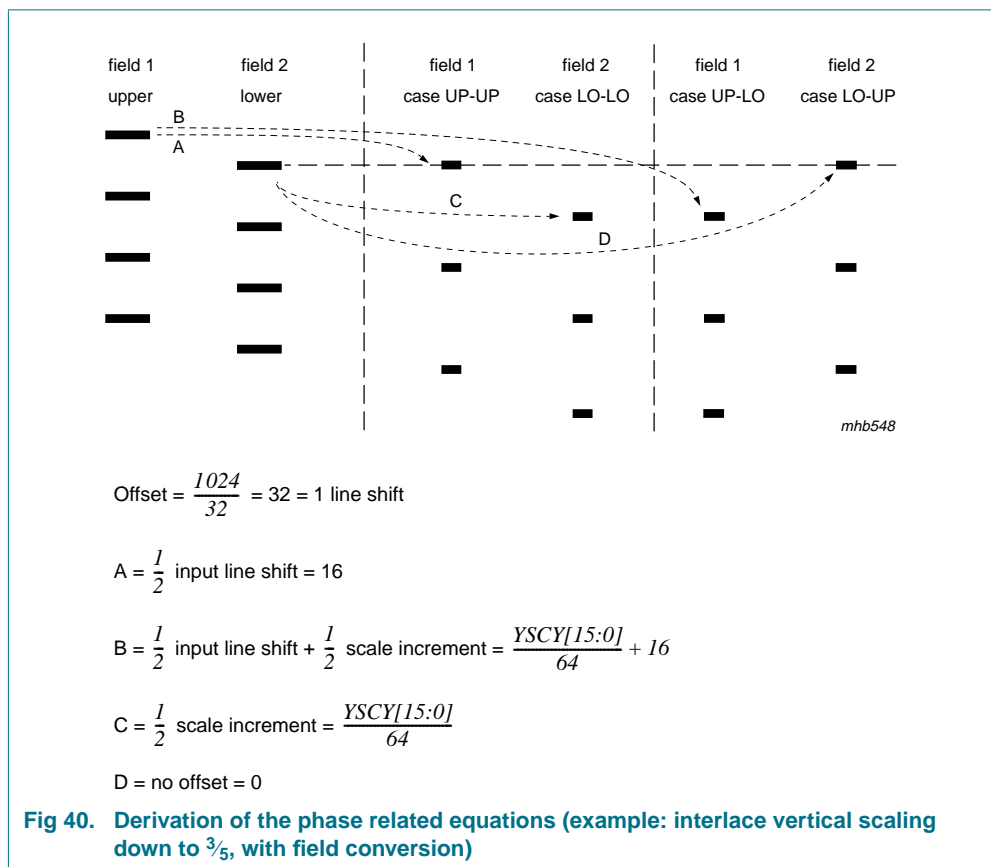 field 1 field 2 field 1 field 2 field 1 field 2
upper lower case UP-UP case LO-LO case UP-LO case LO-UP
B
A
C
D
mhb548
Offset = 1024/32 = 32 = 1 line shift
A = 1/2 input line shift = 16
B = 1/2 input line shift + 1/2 scale increment = YSCY[15:0]/64 + 16
C = 1/2 scale increment = YSCY[15:0]/64
D = no offset = 0
Fig 40. Derivation of the phase related equations (example: interlace vertical scaling
down to 3/5, with field conversion)